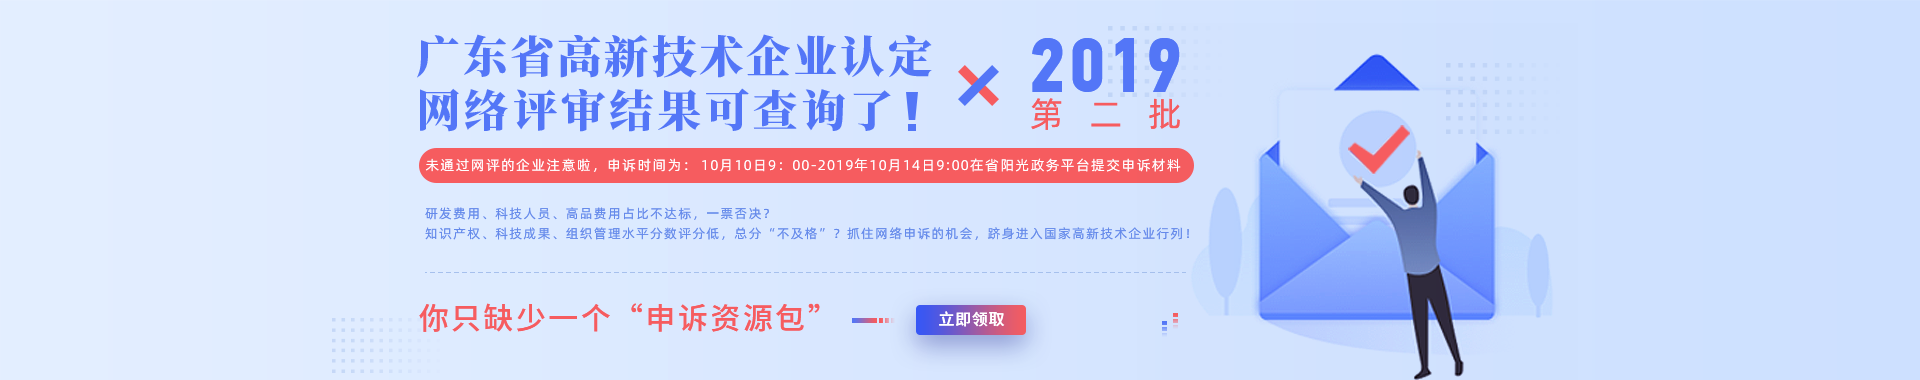 广东省高新技术企业认定
网络评审结果可查询了！
2019
第二批
未通过网评的企业注意啦，申诉时间为：10月10日9：00-2019年10月14日9:00在省阳光政务平台提交申诉材料
研发费用、科技人员、高品费用占比不达标，一票否决？
知识产权、科技成果、组织管理水平分数评分低，总分“不及格”？抓住网络申诉的机会，跻身进入国家高新技术企业行列！
你只缺少一个“申诉资源包”
立即领取